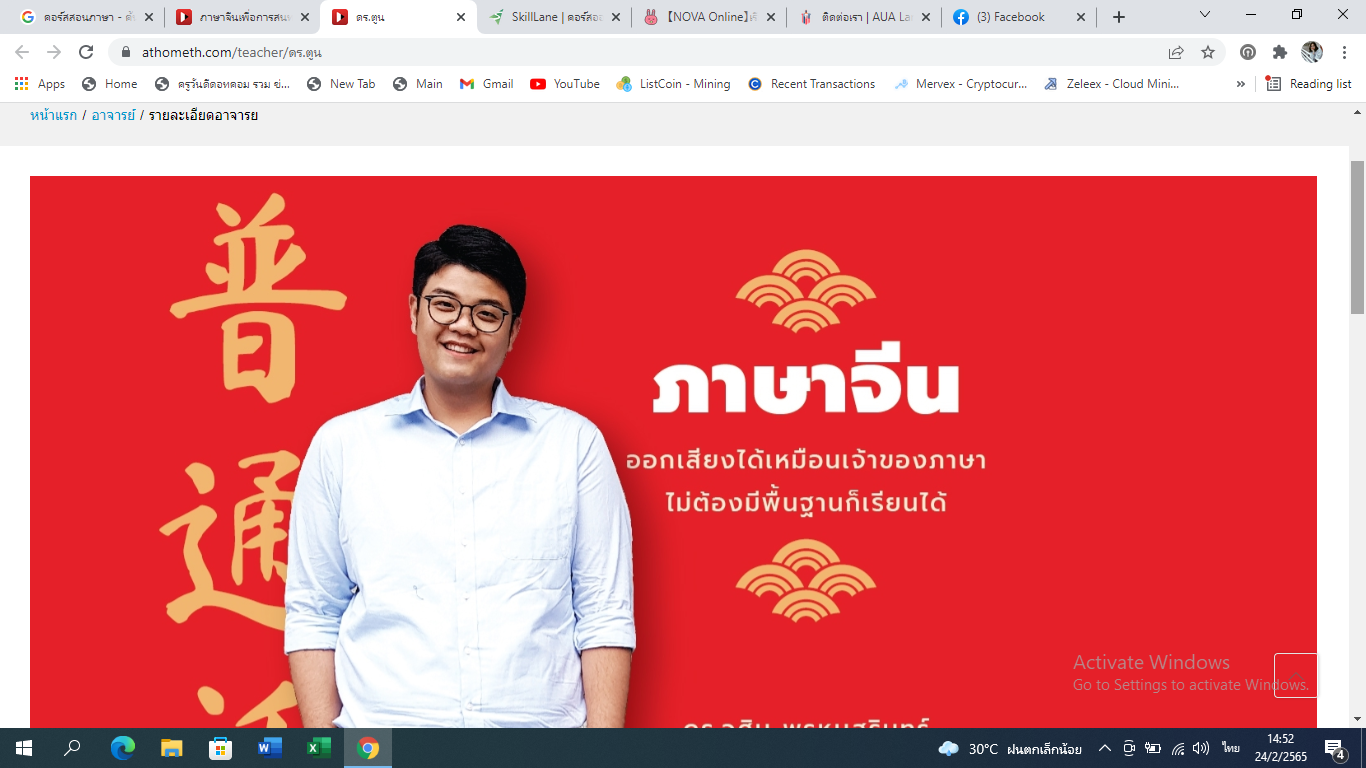 คอร์สสอนภาษา - ค้
ภาษาจีนเพื่อการสนท
ดร.ตูน
SkillLane | คอร์สออ
【NOVA Online】เรี
ติดต่อเรา | AUA La
(3) Facebook
athometh.com/teacher/ดร.ตูน
Apps
Home
ครูวันดีดอทคอม รวม ข่...
New Tab
Main
Gmail
YouTube
ListCoin - Mining
Recent Transactions
Mervex - Cryptocur...
Zeleex - Cloud Mini...
»
Reading list
หน้าแรก / อาจารย์ / รายละเอียดอาจารย์
普
通
ภาษาจีน
ออกเสียงได้เหมือนเจ้าของภาษา
ไม่ต้องมีพื้นฐานก็เรียนได้
Activate Windows
Go to Settings to activate Windows.
30°C ฝนตกเล็กน้อย
ไทย
14:52
24/2/2565
4